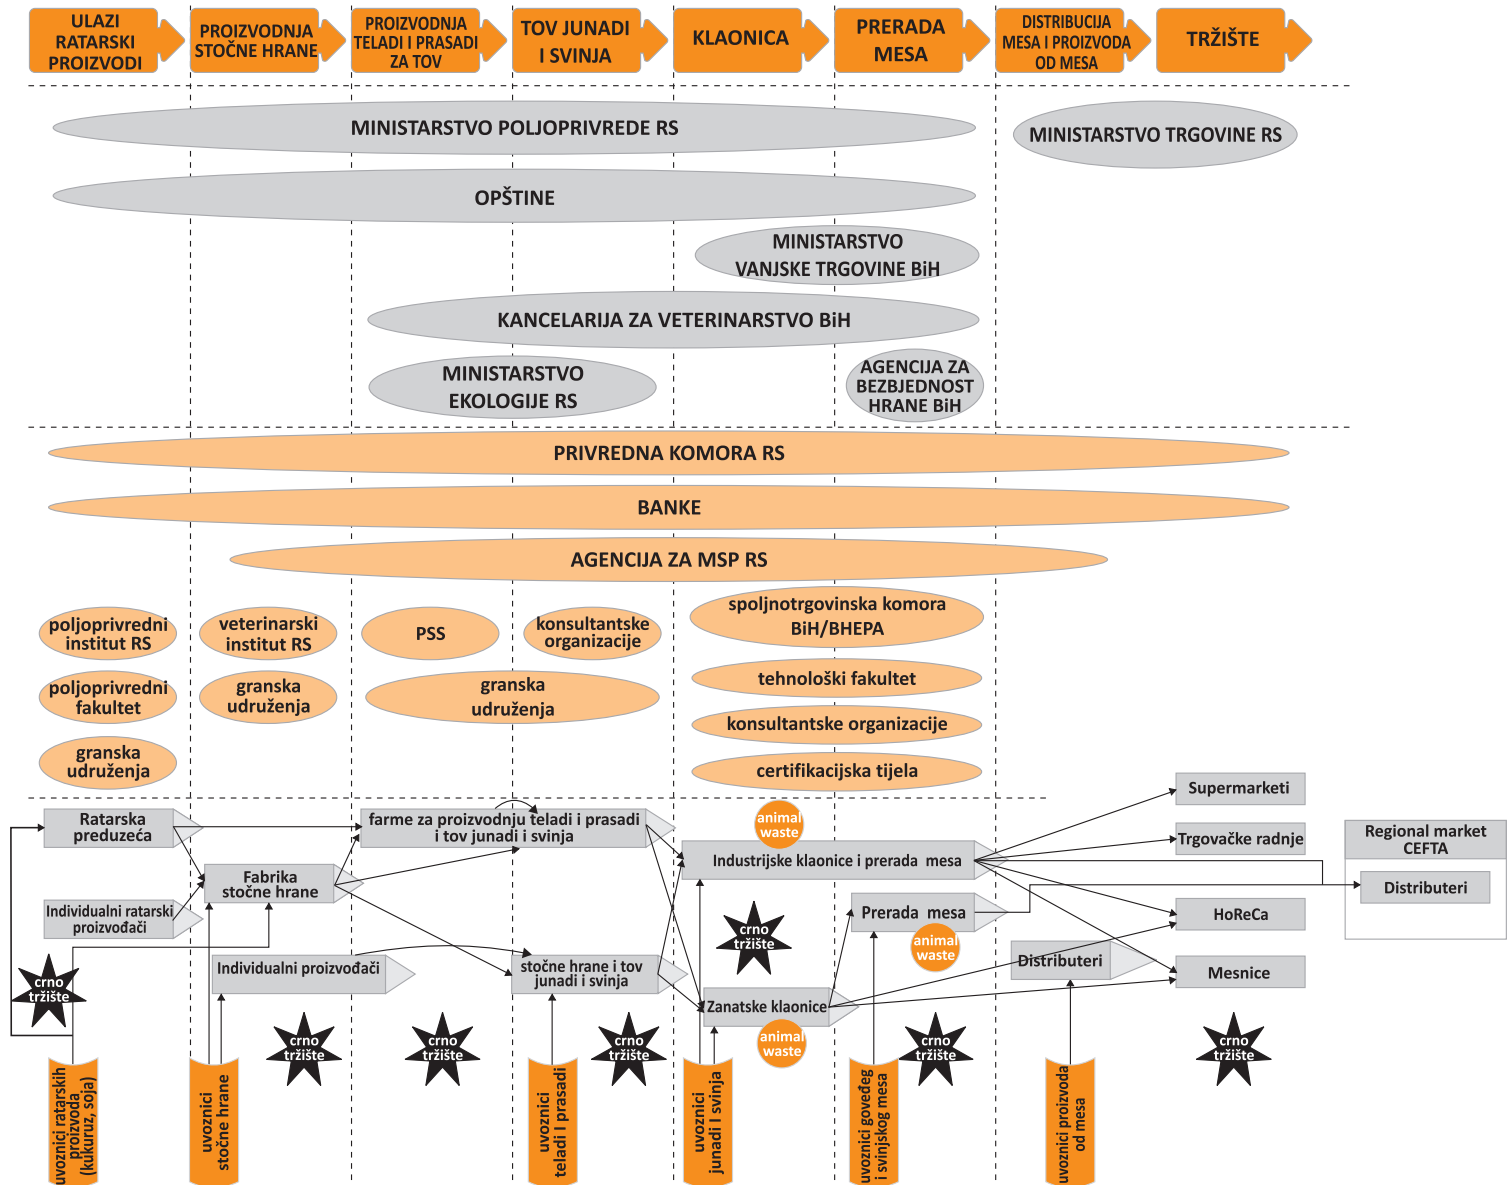 ULAZI
RATARSKI
PROIZVODI
PROIZVODNJA
STOČNE HRANE
PROIZVODNJA
TELADI I PRASADI
ZA TOV
TOV JUNADI
I SVINJA
KLAONICA
PRERADA
MESA
DISTRIBUCIJA
MESA I PROIZVODA
OD MESA
TRŽIŠTE
MINISTARSTVO POLJOPRIVREDE RS
MINISTARSTVO TRGOVINE RS
OPŠTINE
MINISTARSTVO
VANJSKE TRGOVINE BiH
KANCELARIJA ZA VETERINARSTVO BiH
MINISTARSTVO
EKOLOGIJE RS
AGENCIJA ZA
BEZBJEDNOST
HRANE BiH
PRIVREDNA KOMORA RS
BANKE
AGENCIJA ZA MSP RS
poljoprivredni
institut RS
veterinarski
institut RS
PSS
konsultantske
organizacije
spoljnotrgovinska komora
BiH/BHEPA
poljoprivredni
fakultet
granska
udruženja
granska
udruženja
tehnološki fakultet
konsultantske organizacije
granska
udruženja
certifikacijska tijela
Ratarska
preduzeća
farme za proizvodnju teladi i prasadi
i tov junadi i svinja
animal
waste
Supermarketi
Trgovačke radnje
Regional market
CEFTA
Industrijske klaonice i prerada mesa
Fabrika
stočne hrane
Distributeri
Individualni ratarski
proizvođači
Prerada mesa
HoReCa
crno
tržište
animal
waste
Individualni proizvođači
stočne hrane i tov
junadi i svinja
Distributeri
Mesnice
crno
tržište
Zanatske klaonice
animal
waste
crno
tržište
crno
tržište
crno
tržište
crno
tržište
crno
tržište
uvoznici ratarskih
proizvoda
(kukuruz, soja)
uvoznici
stočne hrane
uvoznici
teladi I prasadi
uvoznici
junadi I svinja
uvoznici goveđeg
i svinjskog mesa
uvoznici proizvoda
od mesa